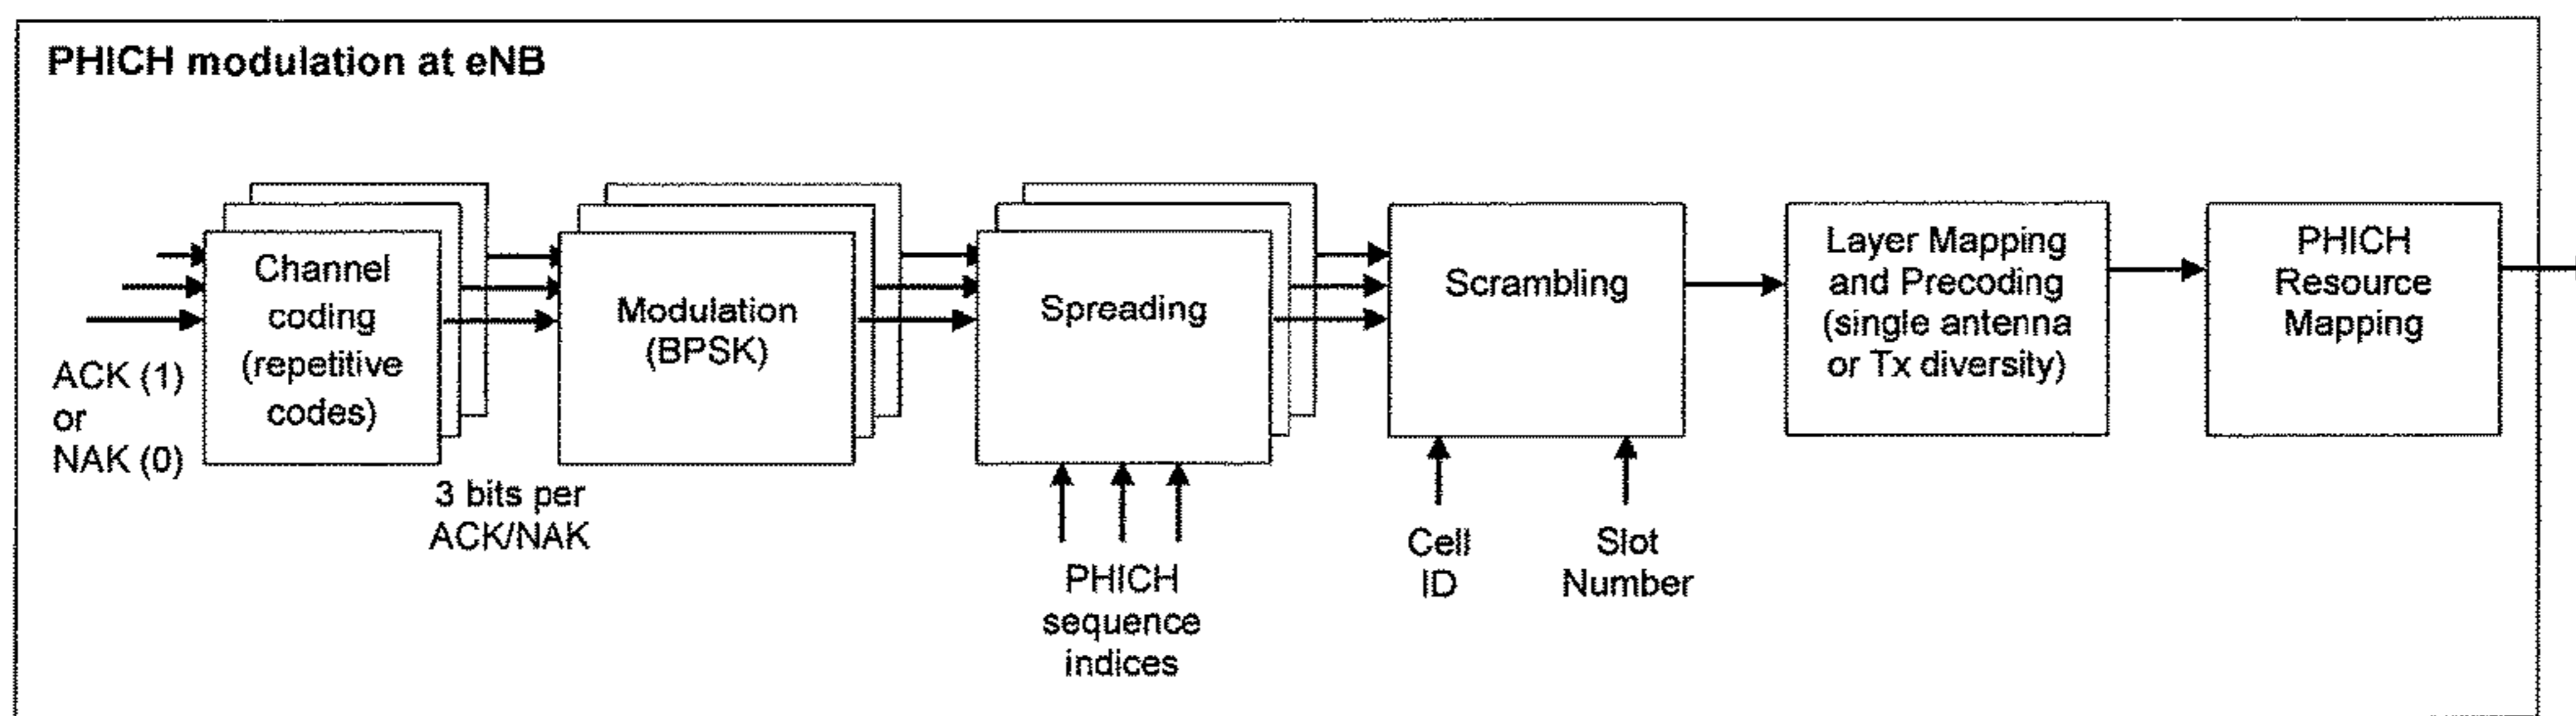 PHICH modulation at eNB
ACK (1)
or
NAK (0)
Channel
coding
(repetitive
codes)
3 bits per
ACK/NAK
Modulation
(BPSK)
Spreading
PHICH
sequence
indices
Scrambling
Cell
ID
Slot
Number
Layer Mapping
and Precoding
(single antenna
or Tx diversity)
PHICH
Resource
Mapping